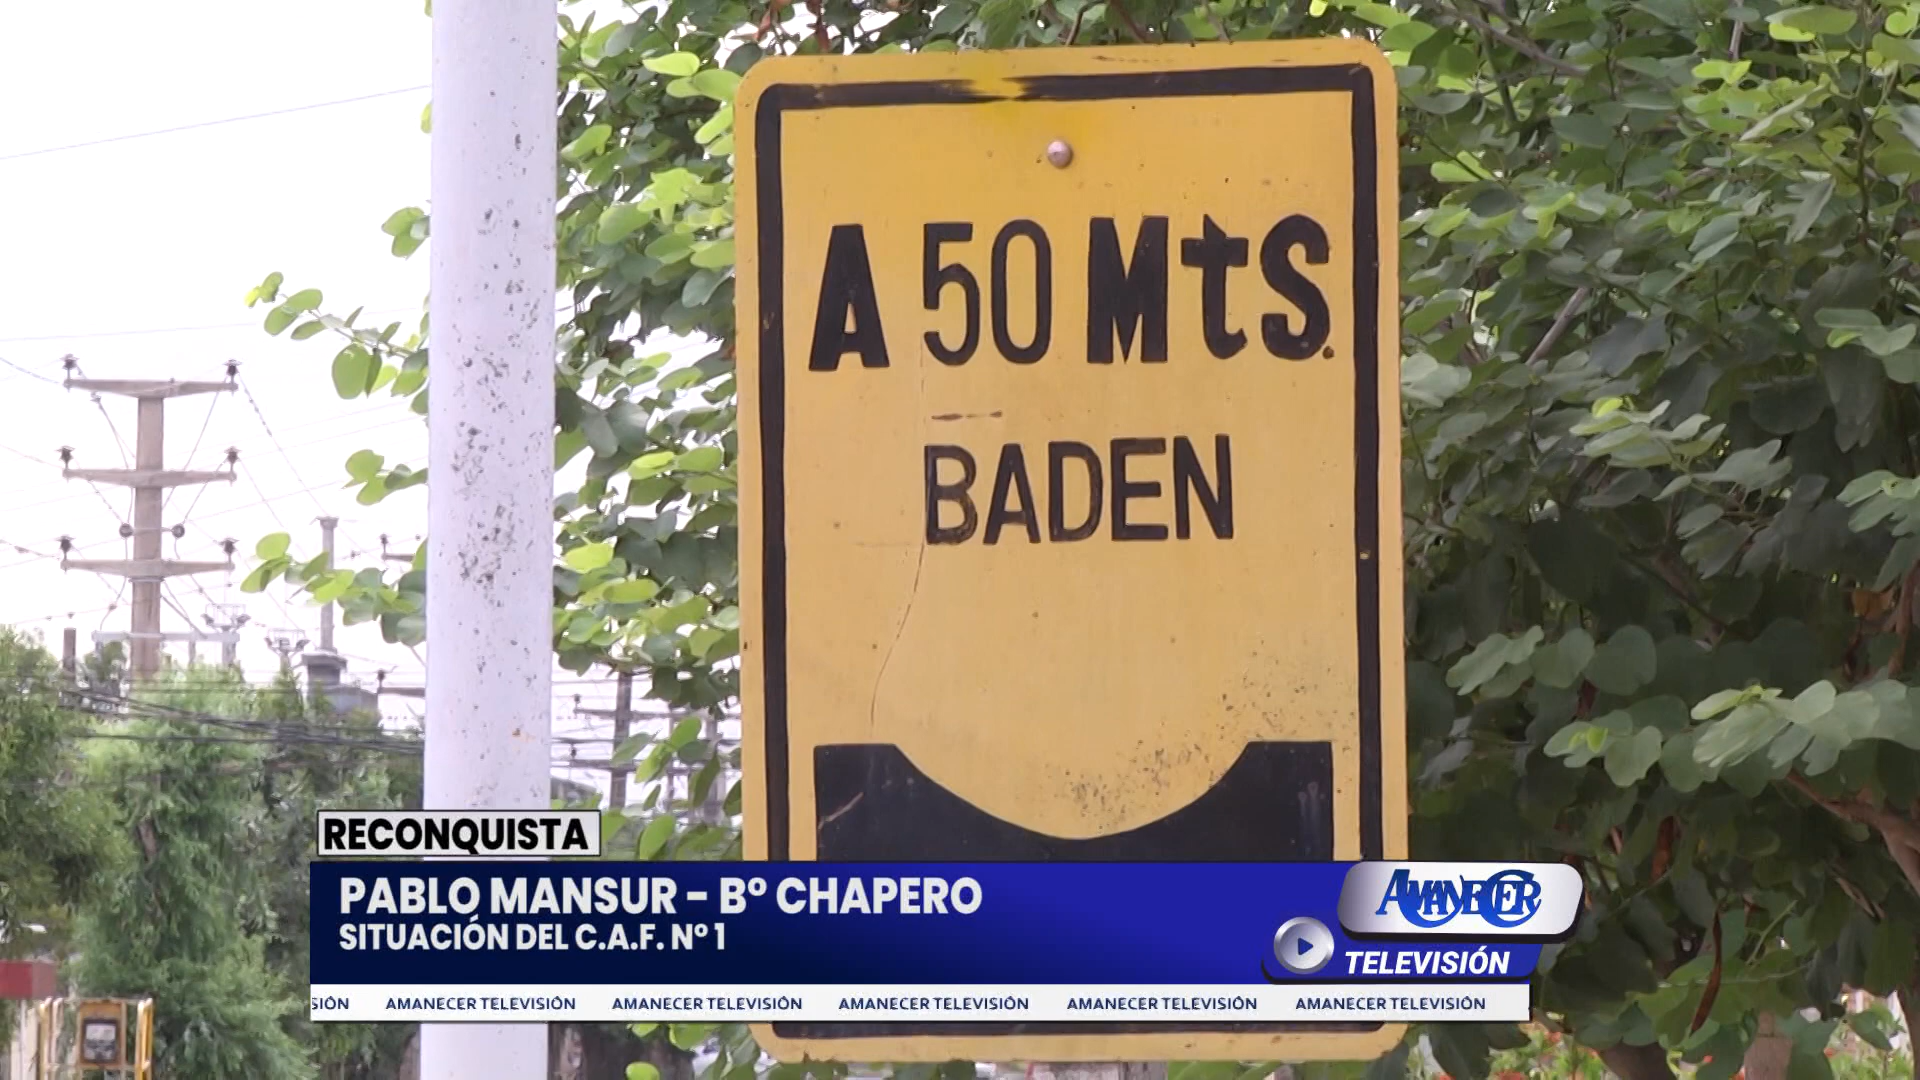 A 50 MtS.
BADEN
RECONQUISTA
PABLO MANSUR - Bº CHAPERO
SITUACIÓN DEL C.A.F. Nº 1
AMANECER
TELEVISIÓN
SIÓN AMANECER TELEVISIÓN AMANECER TELEVISIÓN AMANECER TELEVISIÓN AMANECER TELEVISIÓN AMANECER TELEVISIÓN